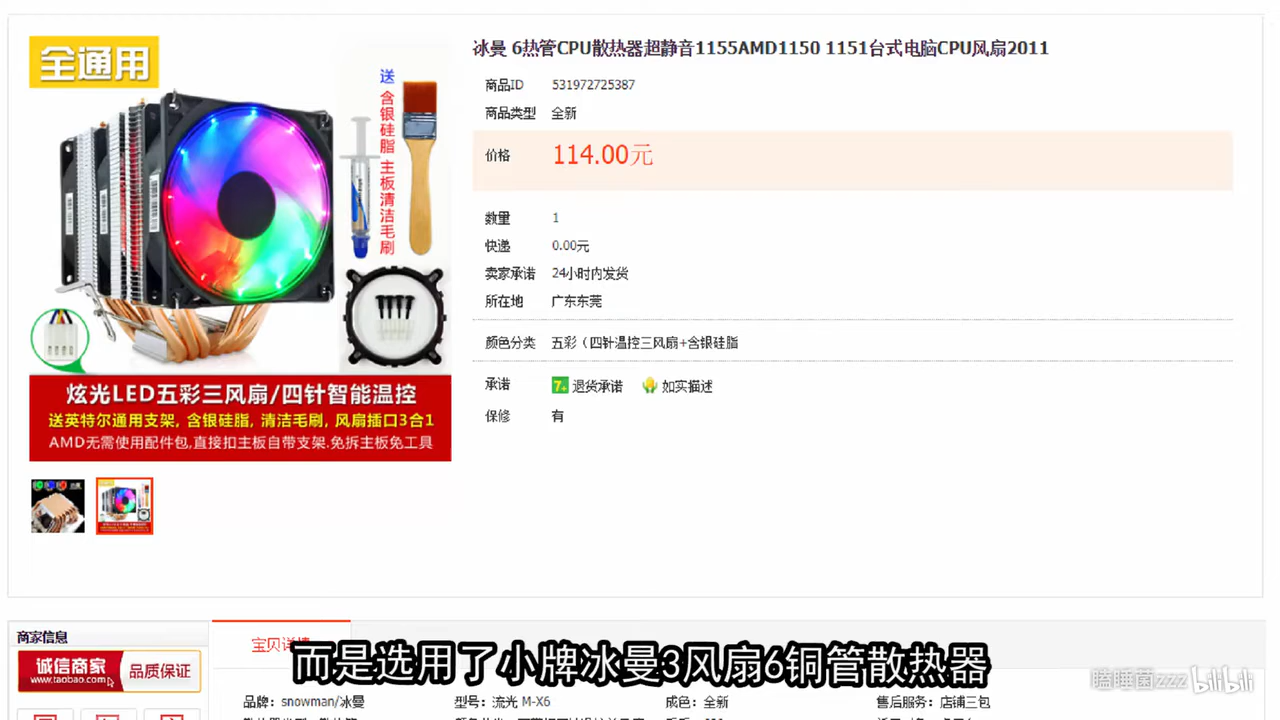 全通用
送
含银硅脂
主板清洁毛刷
炫光LED五彩三风扇/四针智能温控
送英特尔通用支架, 含银硅脂, 清洁毛刷, 风扇插口3合1
AMD无需使用配件包,直接扣主板自带支架.免拆主板免工具
冰曼 6热管CPU散热器超静音1155AMD1150 1151台式电脑CPU风扇2011
商品ID 531972725387
商品类型 全新
价格 114.00元
数量 1
快递 0.00元
卖家承诺 24小时内发货
所在地 广东东莞
颜色分类 五彩（四针温控三风扇+含银硅脂
承诺 7+ 退货承诺 如实描述
保修 有
商家信息
诚信商家
www.taobao.com
品质保证
宝贝详情
而是选用了小牌冰曼3风扇6铜管散热器
瞌睡菌zzz bilibili
品牌：snowman/冰曼 型号：流光 M-X6 成色：全新 售后服务：店铺三包